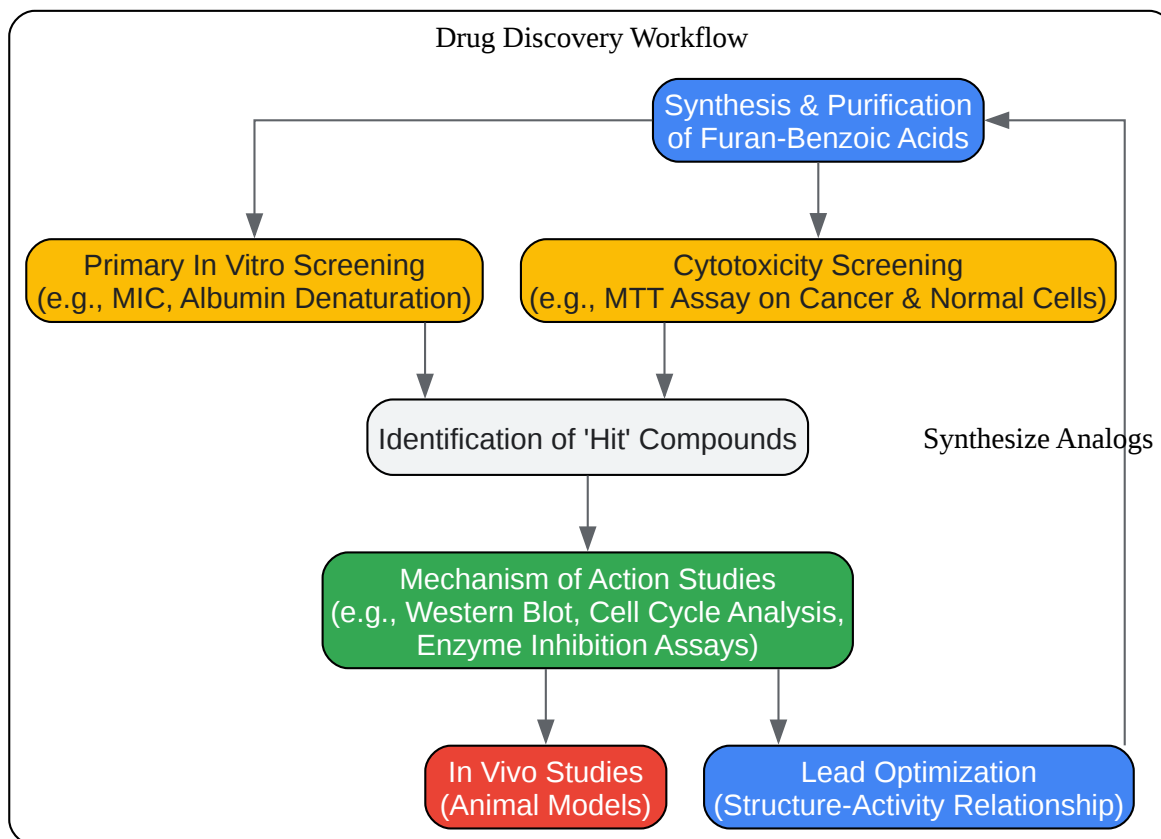 Drug Discovery Workflow
Synthesis & Purification
of Furan-Benzoic Acids
Primary In Vitro Screening
(e.g., MIC, Albumin Denaturation)
Cytotoxicity Screening
(e.g., MTT Assay on Cancer & Normal Cells)
Identification of 'Hit' Compounds
Synthesize Analogs
Mechanism of Action Studies
(e.g., Western Blot, Cell Cycle Analysis,
Enzyme Inhibition Assays)
In Vivo Studies
(Animal Models)
Lead Optimization
(Structure-Activity Relationship)